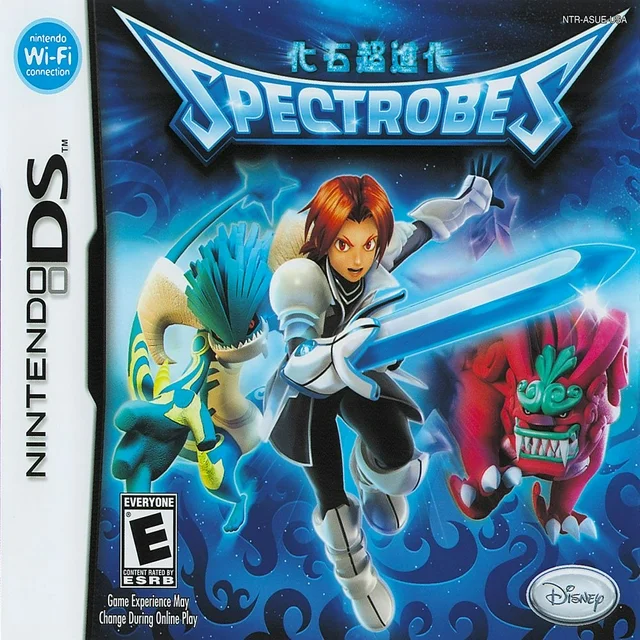 nintendo
Wi-Fi
connection
NTR-ASUE-USA
化石超進化
SPECTROBES
NINTENDO DS™
EVERYONE
E
®
CONTENT RATED BY
ESRB
Game Experience May
Change During Online Play
Disney